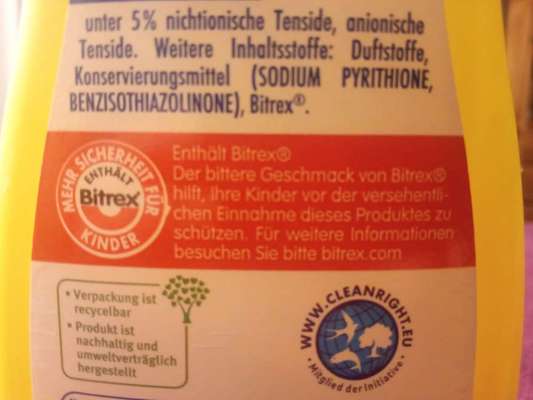 unter 5% nichtionische Tenside, anionische
Tenside. Weitere Inhaltsstoffe: Duftstoffe,
Konservierungsmittel (SODIUM PYRITHIONE,
BENZISOTHIAZOLINONE), Bitrex®.
MEHR SICHERHEIT FÜR
KINDER
ENTHÄLT
Bitrex®
Enthält Bitrex®
Der bittere Geschmack von Bitrex®
hilft, Ihre Kinder vor der versehentli-
chen Einnahme dieses Produktes zu
schützen. Für weitere Informationen
besuchen Sie bitte bitrex.com
• Verpackung ist
recycelbar
• Produkt ist
nachhaltig und
umweltverträglich
hergestellt
WWW.CLEANRIGHT.EU
• Mitglied der Initiative •